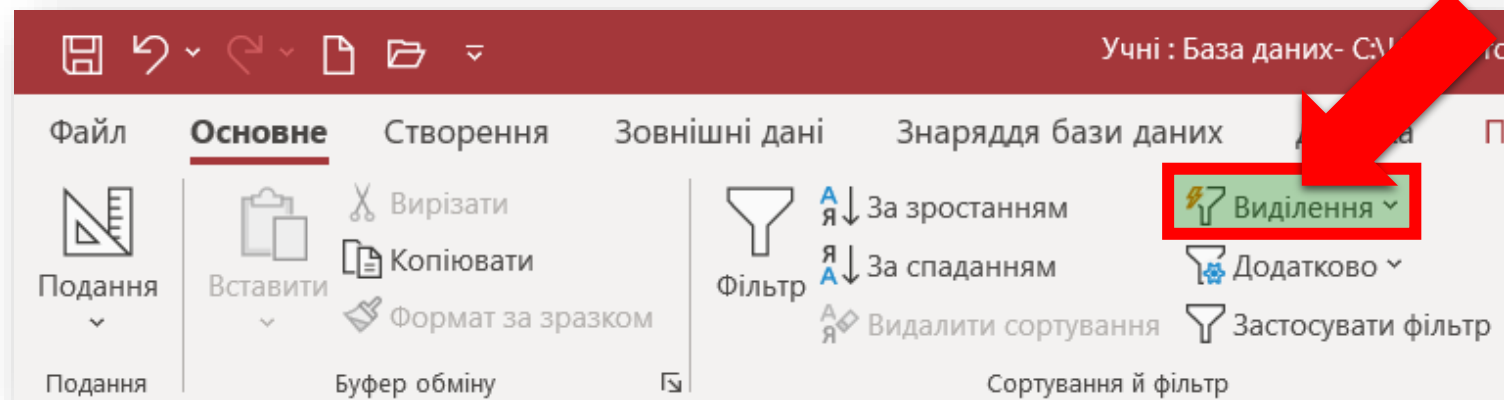 Учні : База даних- C:\
Файл Основне Створення Зовнішні дані Знаряддя бази даних
Вирізати
Копіювати
Формат за зразком
Подання
Вставити
Фільтр
За зростанням
За спаданням
Видалити сортування
Виділення
Додатково
Застосувати фільтр
Подання Буфер обміну Сортування й фільтр